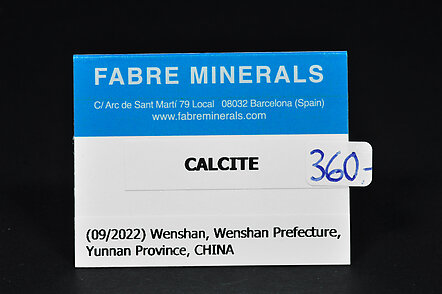 FABRE MINERALS
C/ Arc de Sant Martí 79 Local 08032 Barcelona (Spain)
www.fabreminerals.com
CALCITE
360.-
(09/2022) Wenshan, Wenshan Prefecture,
Yunnan Province, CHINA